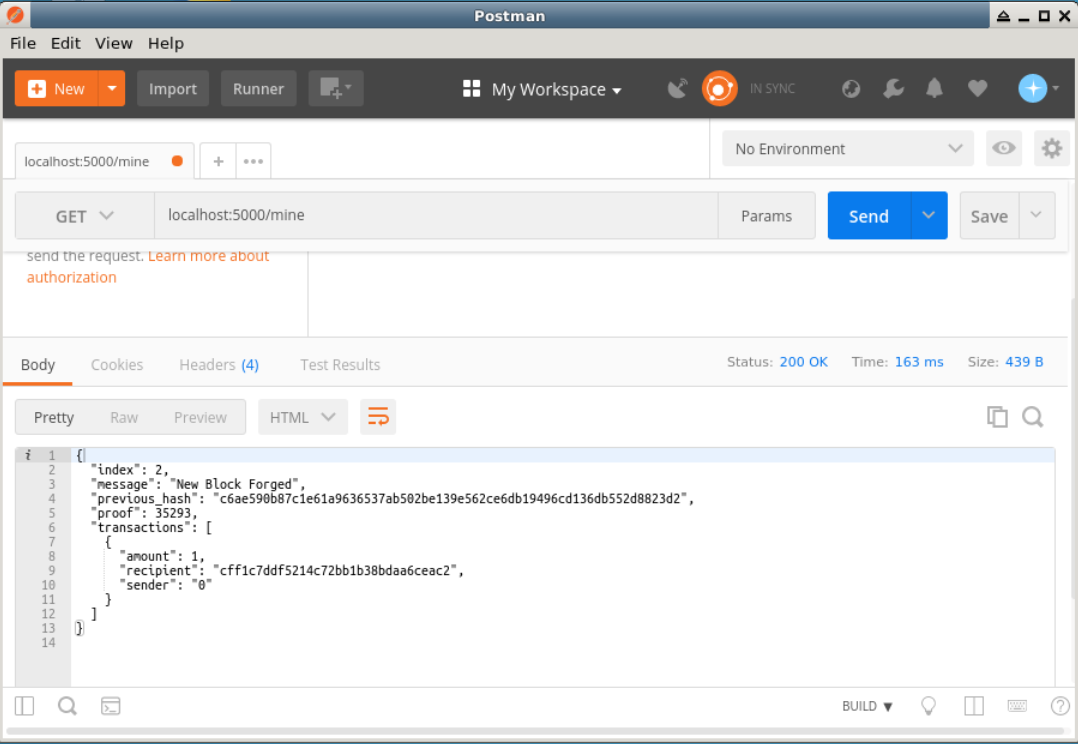 Postman
File Edit View Help
New Import Runner My Workspace IN SYNC
localhost:5000/mine + ••• No Environment
GET localhost:5000/mine Params Send Save
send the request. Learn more about
authorization
Body Cookies Headers (4) Test Results Status: 200 OK Time: 163 ms Size: 439 B
Pretty Raw Preview HTML
i 1 {
2 "index": 2,
3 "message": "New Block Forged",
4 "previous_hash": "c6ae590b87c1e61a9636537ab502be139e562ce6db19496cd136db552d8823d2",
5 "proof": 35293,
6 "transactions": [
7 {
8 "amount": 1,
9 "recipient": "cff1c7ddf5214c72bb1b38bdaa6ceac2",
10 "sender": "0"
11 }
12 ]
13 }
14
BUILD ▼ ?